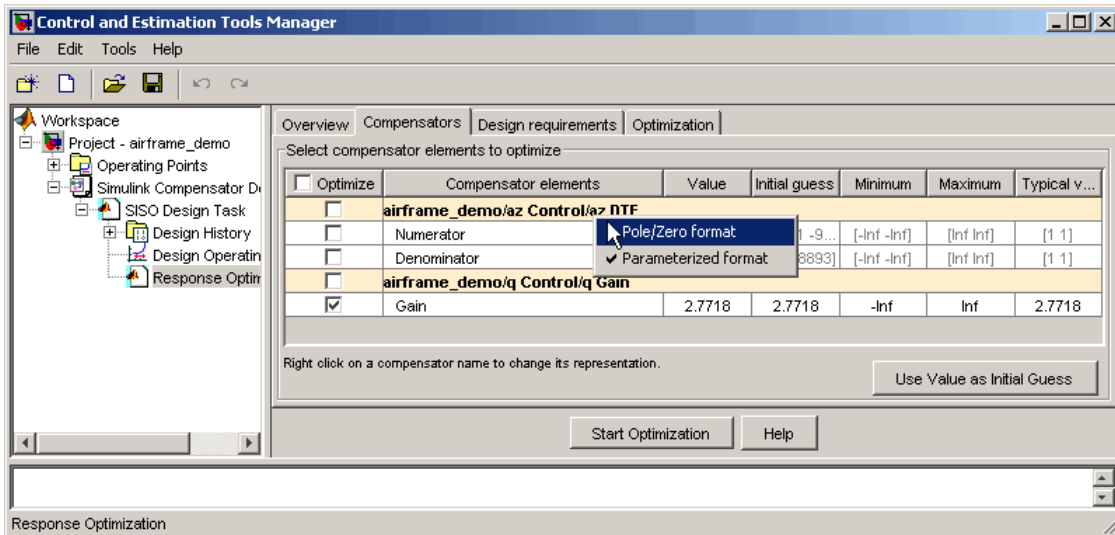 Control and Estimation Tools Manager
File Edit Tools Help
Workspace
Project - airframe_demo
Operating Points
Simulink Compensator De
SISO Design Task
Design History
Design Operatin
Response Optim
Overview Compensators Design requirements Optimization
Select compensator elements to optimize
Optimize Compensator elements Value Initial guess Minimum Maximum Typical v...
airframe_demo/az Control/az DTF
Numerator 1 -9... [-Inf -Inf] [Inf Inf] [1 1]
Denominator 8893] [-Inf -Inf] [Inf Inf] [1 1]
Pole/Zero format
Parameterized format
airframe_demo/q Control/q Gain
Gain 2.7718 2.7718 -Inf Inf 2.7718
Right click on a compensator name to change its representation.
Use Value as Initial Guess
Start Optimization Help
Response Optimization